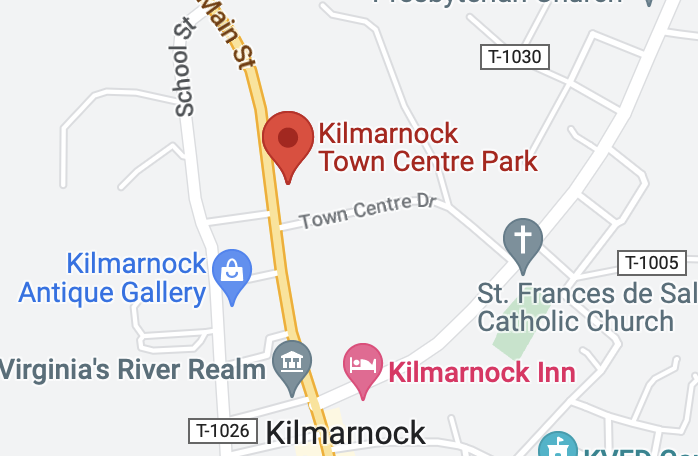 Presbyterian Church
Main St
School St
T-1030
Kilmarnock
Town Centre Park
Town Centre Dr
Kilmarnock
Antique Gallery
T-1005
St. Frances de Sal
Catholic Church
Virginia's River Realm
Kilmarnock Inn
T-1026
Kilmarnock